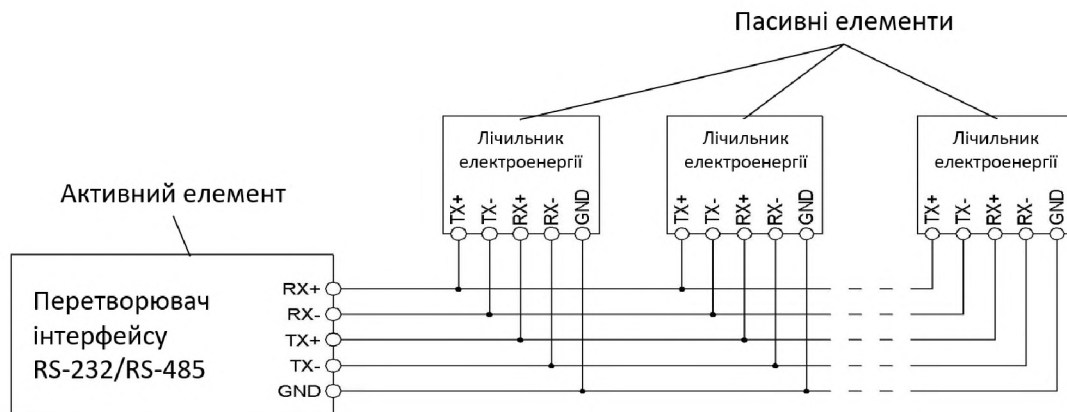 Пасивні елементи
Лічильник
електроенергії
TX+
TX-
RX+
RX-
GND
Лічильник
електроенергії
TX+
TX-
RX+
RX-
GND
Лічильник
електроенергії
TX+
TX-
RX+
RX-
GND
Активний елемент
Перетворювач
інтерфейсу
RS-232/RS-485
RX+
RX-
TX+
TX-
GND